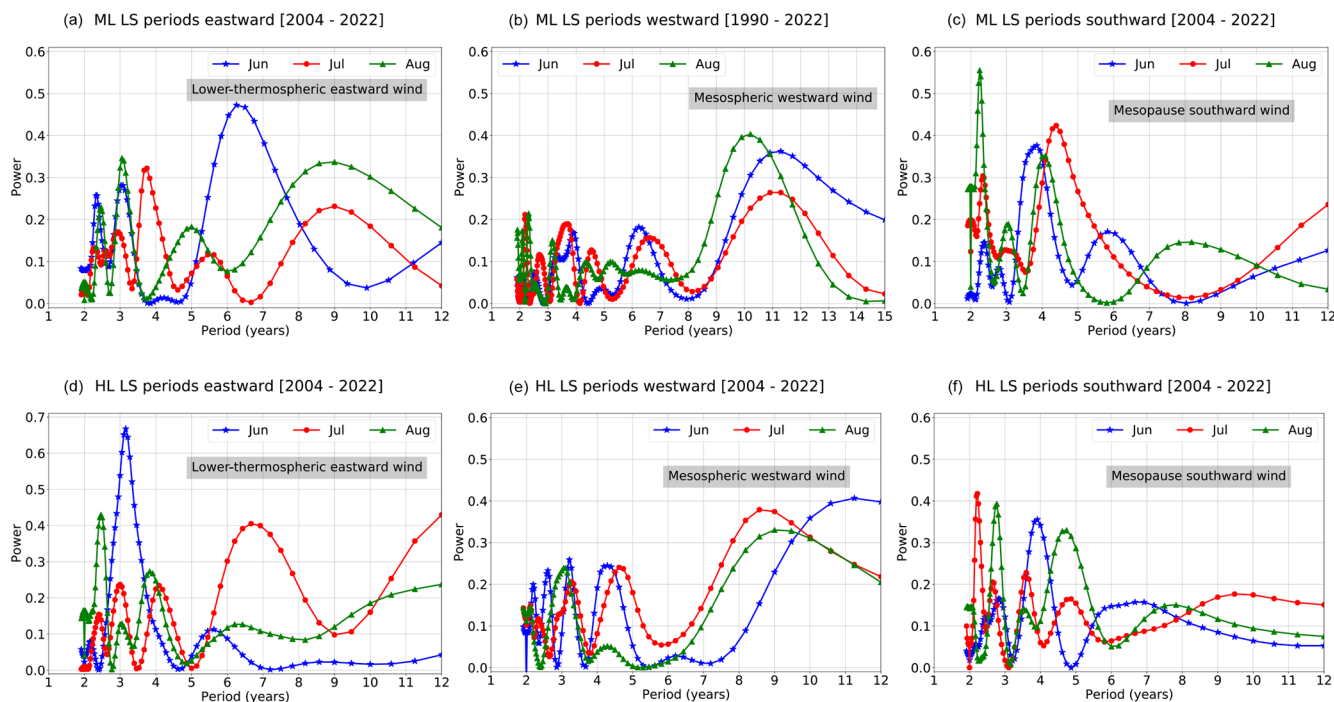 (a) ML LS periods eastward [2004 - 2022]
0.6
0.5
0.4
0.3
0.2
0.1
0.0
Power
Jun Jul Aug
Lower-thermospheric eastward wind
1 2 3 4 5 6 7 8 9 10 11 12
Period (years)
(b) ML LS periods westward [1990 - 2022]
0.6
0.5
0.4
0.3
0.2
0.1
0.0
Power
Jun Jul Aug
Mesospheric westward wind
1 2 3 4 5 6 7 8 9 10 11 12 13 14 15
Period (years)
(c) ML LS periods southward [2004 - 2022]
0.6
0.5
0.4
0.3
0.2
0.1
0.0
Power
Jun Jul Aug
Mesopause southward wind
1 2 3 4 5 6 7 8 9 10 11 12
Period (years)
(d) HL LS periods eastward [2004 - 2022]
0.7
0.6
0.5
0.4
0.3
0.2
0.1
0.0
Power
Jun Jul Aug
Lower-thermospheric eastward wind
1 2 3 4 5 6 7 8 9 10 11 12
Period (years)
(e) HL LS periods westward [2004 - 2022]
0.6
0.5
0.4
0.3
0.2
0.1
0.0
Power
Jun Jul Aug
Mesospheric westward wind
1 2 3 4 5 6 7 8 9 10 11 12
Period (years)
(f) HL LS periods southward [2004 - 2022]
0.6
0.5
0.4
0.3
0.2
0.1
0.0
Power
Jun Jul Aug
Mesopause southward wind
1 2 3 4 5 6 7 8 9 10 11 12
Period (years)